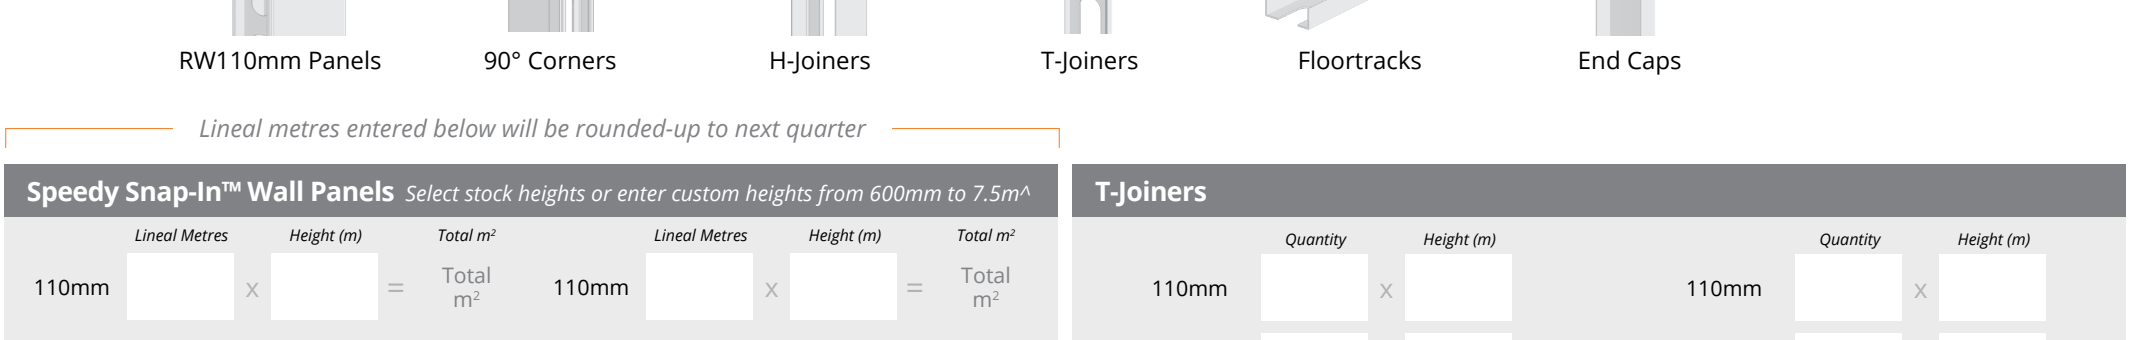 RW110mm Panels 90° Corners H-Joiners T-Joiners Floortracks End Caps
Lineal metres entered below will be rounded-up to next quarter
Speedy Snap-In™ Wall Panels Select stock heights or enter custom heights from 600mm to 7.5m^
Lineal Metres Height (m) Total m² Lineal Metres Height (m) Total m²
110mm x = Total m² 110mm x = Total m²
T-Joiners
Quantity Height (m) Quantity Height (m)
110mm x 110mm x